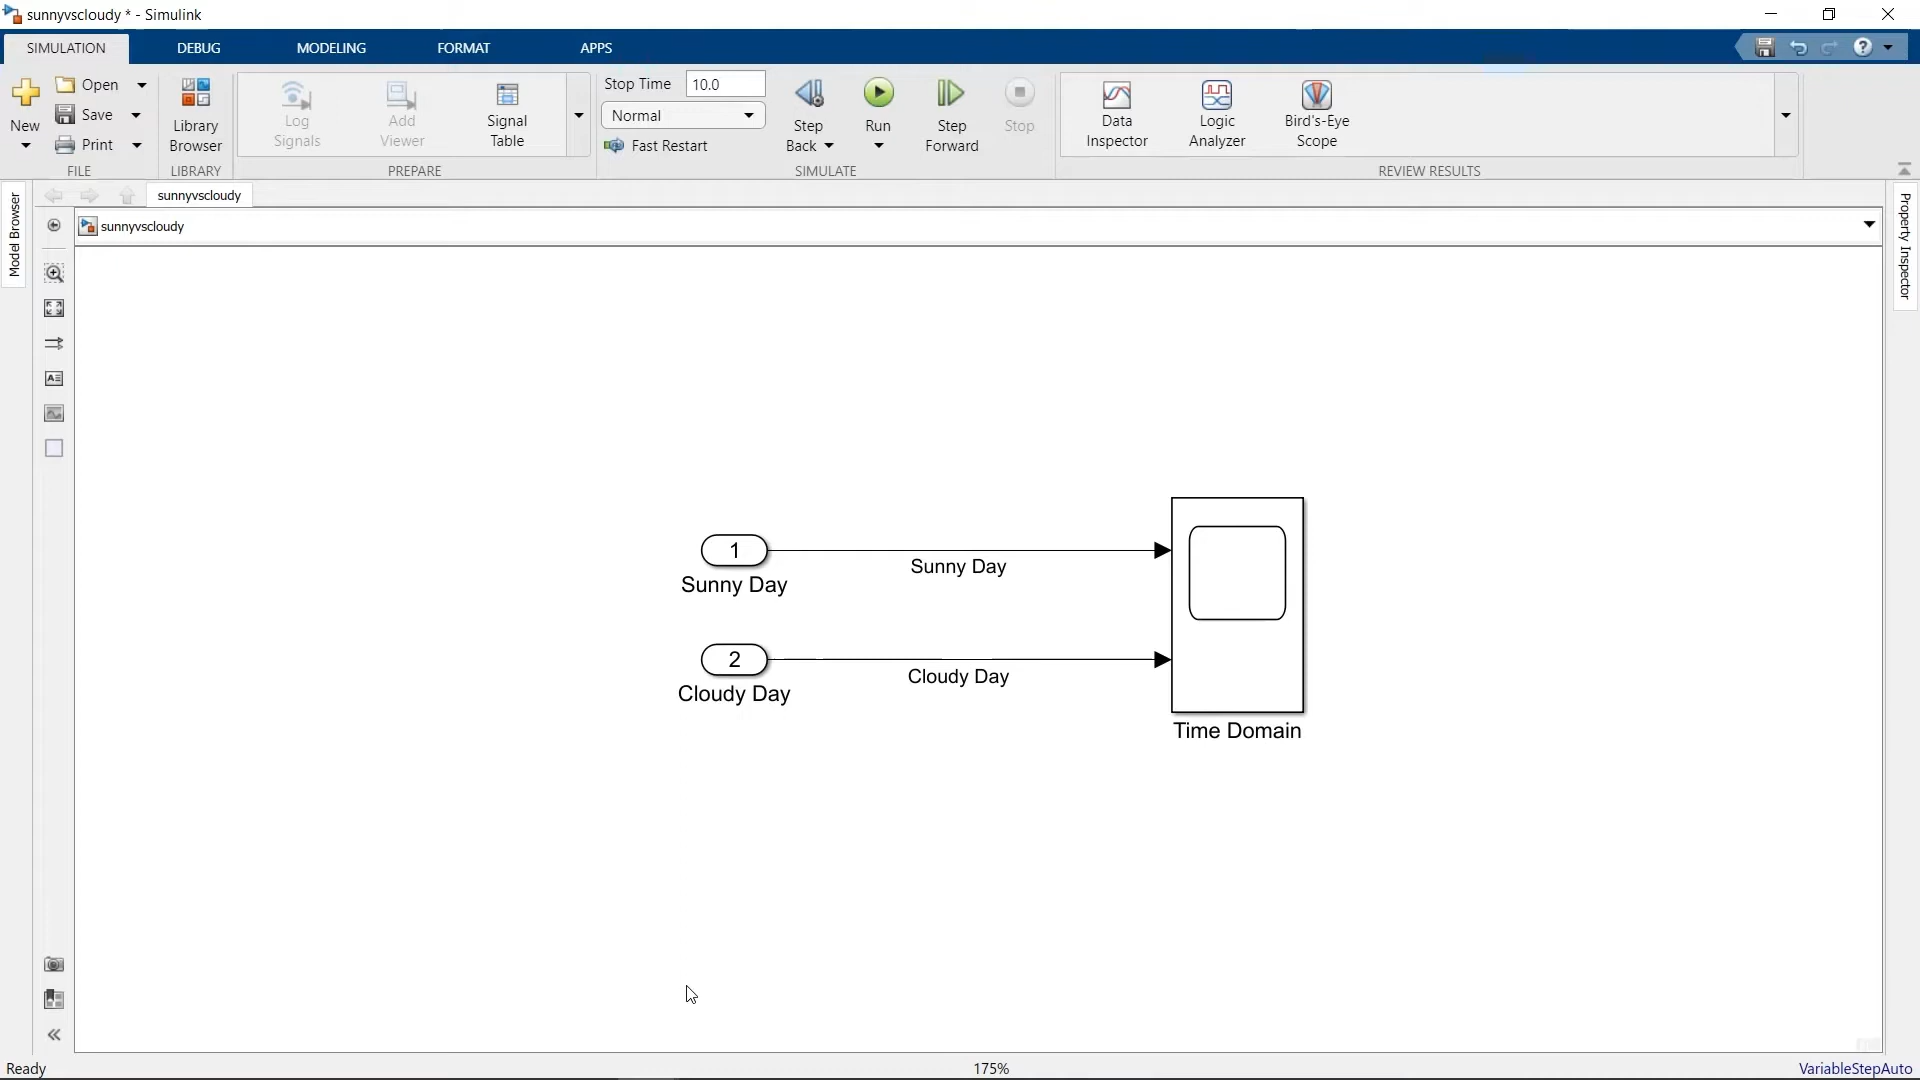 sunnyvscloudy * - Simulink
SIMULATION
DEBUG
MODELING
FORMAT
APPS
New
Open
Save
Print
FILE
Library
Browser
LIBRARY
Log
Signals
Add
Viewer
Signal
Table
PREPARE
Stop Time
10.0
Normal
Fast Restart
Step
Back
Run
Step
Forward
Stop
SIMULATE
Data
Inspector
Logic
Analyzer
Bird's-Eye
Scope
REVIEW RESULTS
Model Browser
sunnyvscloudy
sunnyvscloudy
Property Inspector
1
Sunny Day
Sunny Day
2
Cloudy Day
Cloudy Day
Time Domain
Ready
175%
VariableStepAuto